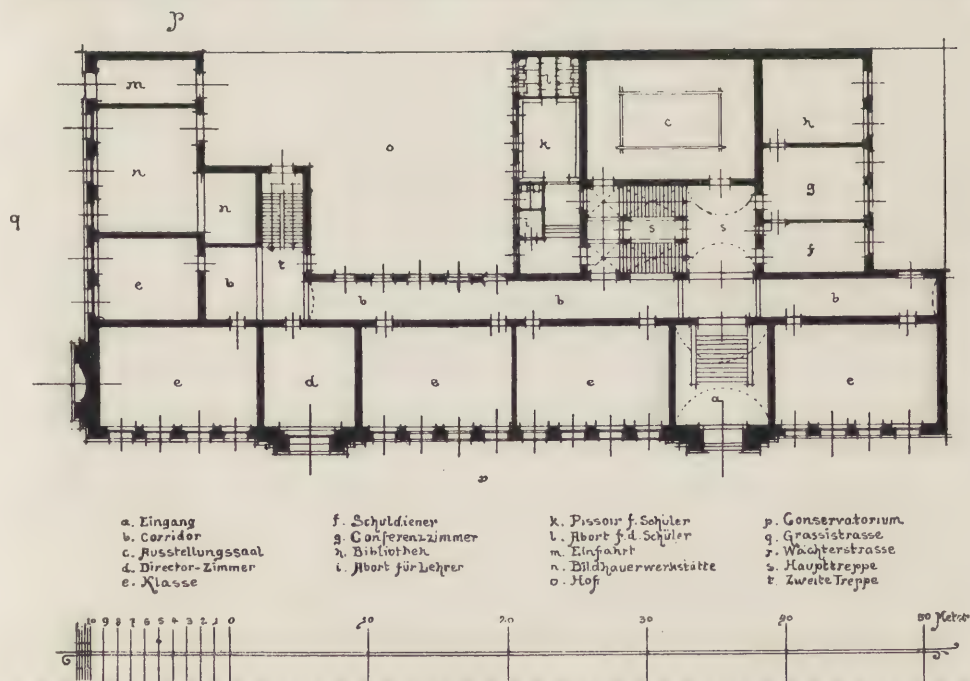 p
m
l
c
h
k
n
o
g
q
n
i
s
s
f
t
e
b
b
b
b
e
d
e
e
e
a
r
a. Eingang
b. Corridor
c. Ausstellungssaal
d. Director-Zimmer
e. Klasse
f. Schuldiener
g. Conferenzzimmer
h. Bibliothek
i. Abort für Lehrer
k. Pissoir f. Schüler
l. Abort f.d. Schüler
m. Einfahrt
n. Bildhauerwerkstätte
o. Hof
p. Conservatorium
q. Grassistrasse
r. Wächterstrasse
s. Haupttreppe
t. Zweite Treppe
10 9 8 7 6 5 4 3 2 1 0 10 20 30 40 50 Meter